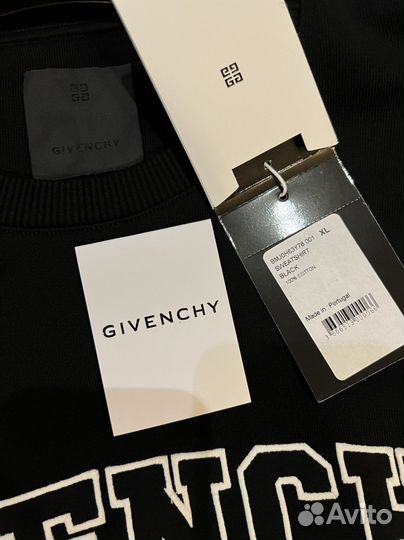 GIVENCHY
GIVENCHY
BMJ0H63Y78 001 XL
SWEATSHIRT
BLACK
100% COTTON
Made in Portugal
ENCH
Avito